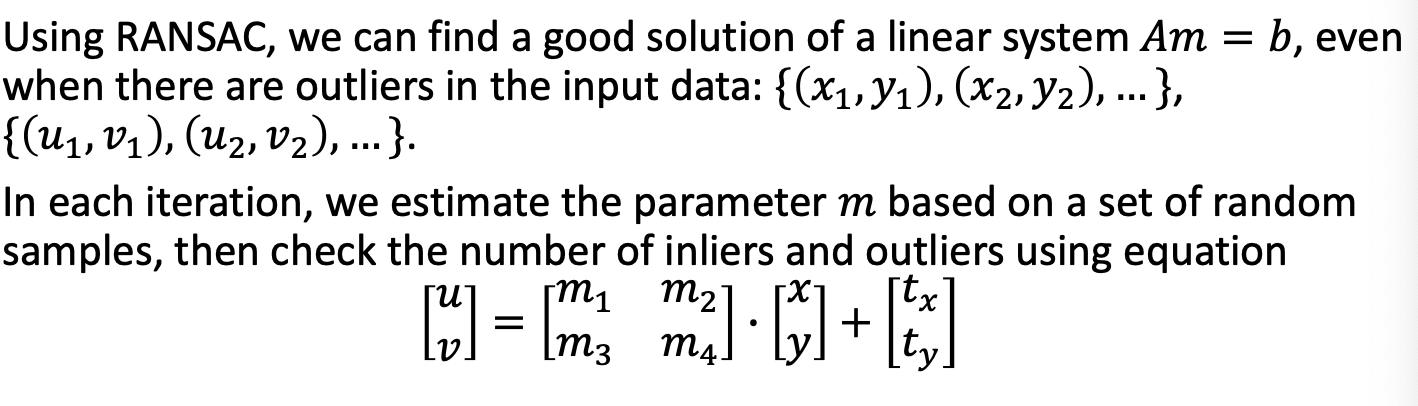 Using RANSAC, we can find a good solution of a linear system Am = b, even
when there are outliers in the input data: {(x₁, y₁), (x₂, y₂), … },
{(u₁, v₁), (u₂, v₂), … }.
In each iteration, we estimate the parameter m based on a set of random
samples, then check the number of inliers and outliers using equation
[u v] = [m₁ m₂ m₃ m₄] · [x y] + [tₓ t_y]